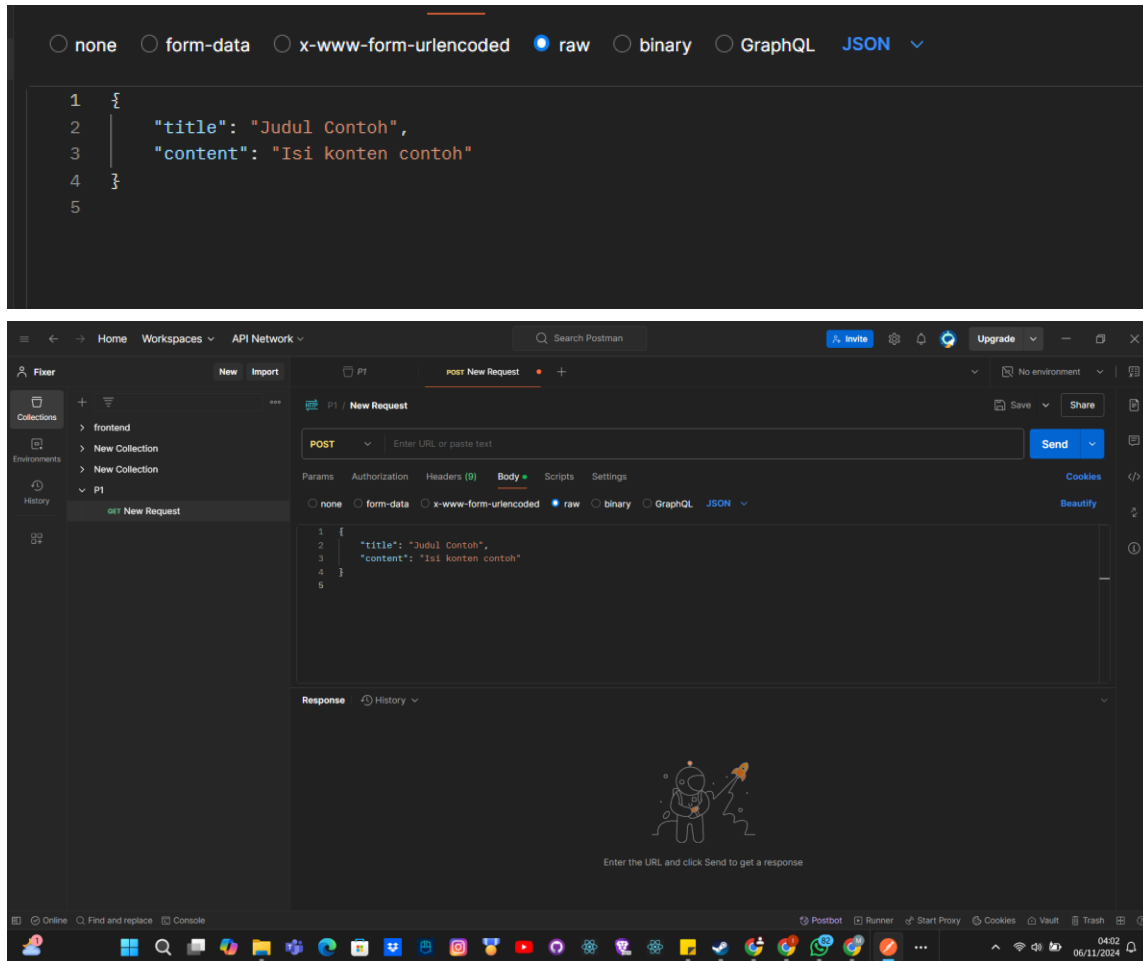 none form-data x-www-form-urlencoded raw binary GraphQL JSON
1 {
2 "title": "Judul Contoh",
3 "content": "Isi konten contoh"
4 }
5
Home Workspaces API Network Search Postman Invite Upgrade
Fixer New Import P1 POST New Request No environment
Collections
Environments
History
frontend
New Collection
New Collection
P1
GET New Request
P1 / New Request Save Share
POST Enter URL or paste text Send
Params Authorization Headers (9) Body Scripts Settings Cookies
none form-data x-www-form-urlencoded raw binary GraphQL JSON Beautify
1 {
2 "title": "Judul Contoh",
3 "content": "Isi konten contoh"
4 }
5
Response History
Enter the URL and click Send to get a response
Online Find and replace Console Postbot Runner Start Proxy Cookies Vault Trash
82
04:02
06/11/2024